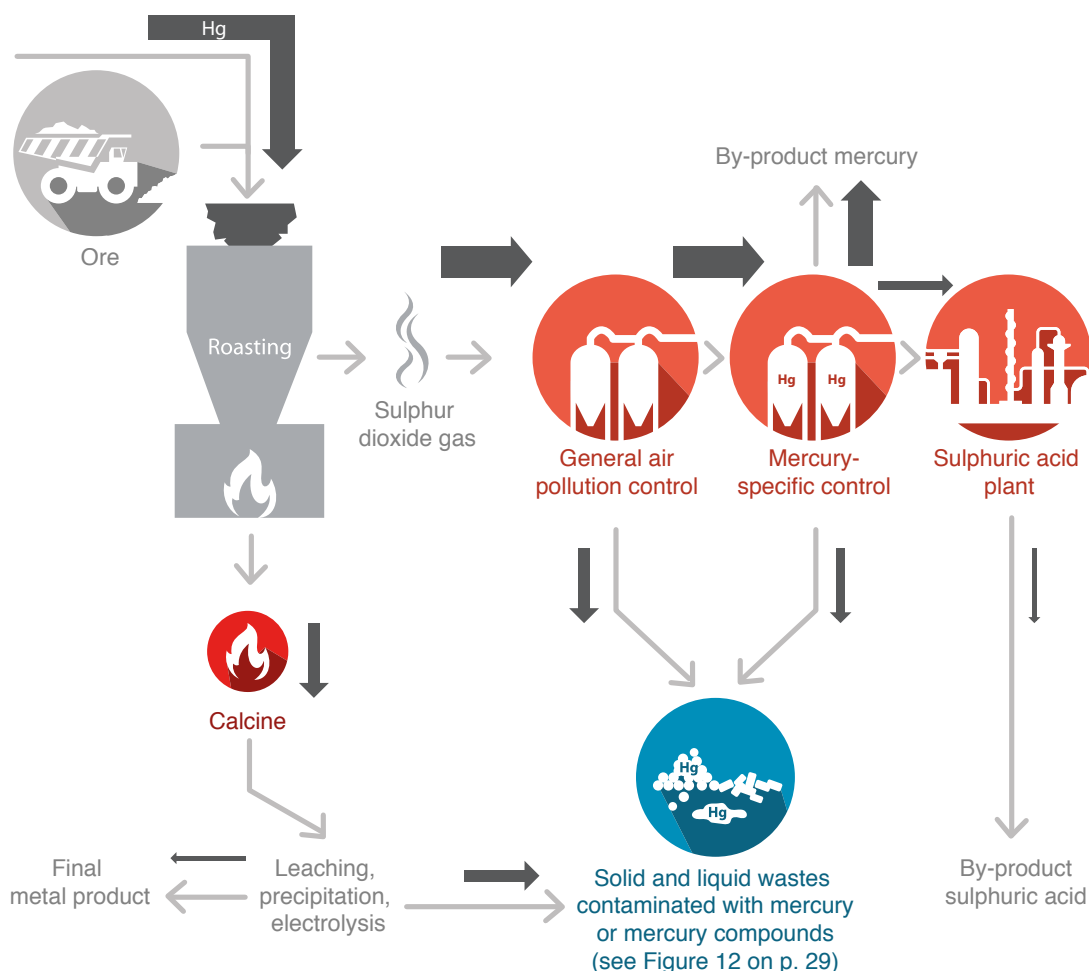 Hg
By-product mercury
Ore
Roasting
Sulphur
dioxide gas
Hg
Hg
General air
pollution control
Mercury-
specific control
Sulphuric acid
plant
Calcine
Hg
Hg
Final
metal product
Leaching,
precipitation,
electrolysis
Solid and liquid wastes
contaminated with mercury
or mercury compounds
(see Figure 12 on p. 29)
By-product
sulphuric acid